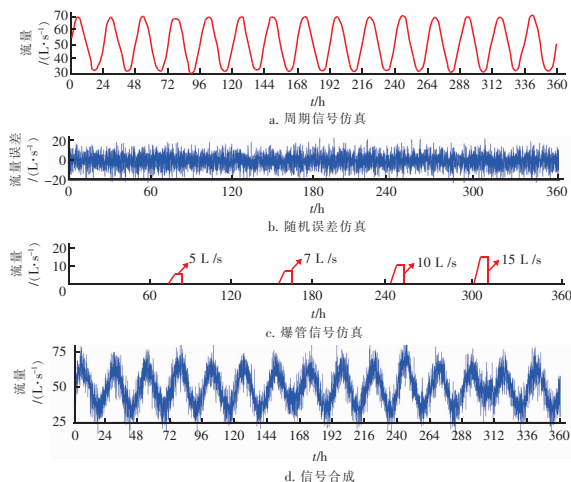 流量
/(L·s⁻¹)
70
60
50
40
30
0 24 48 72 96 120 144 168 192 216 240 264 288 312 336 360
t/h
a. 周期信号仿真
流量误差
/(L·s⁻¹)
20
0
-20
0 60 120 180 240 300 360
t/h
b. 随机误差仿真
流量
/(L·s⁻¹)
20
10
0
5 L /s
7 L /s
10 L /s
15 L/s
60 120 180 240 300 360
t/h
c. 爆管信号仿真
流量
/(L·s⁻¹)
75
50
25
0 24 48 72 96 120 144 168 192 216 240 264 288 312 336 360
t/h
d. 信号合成